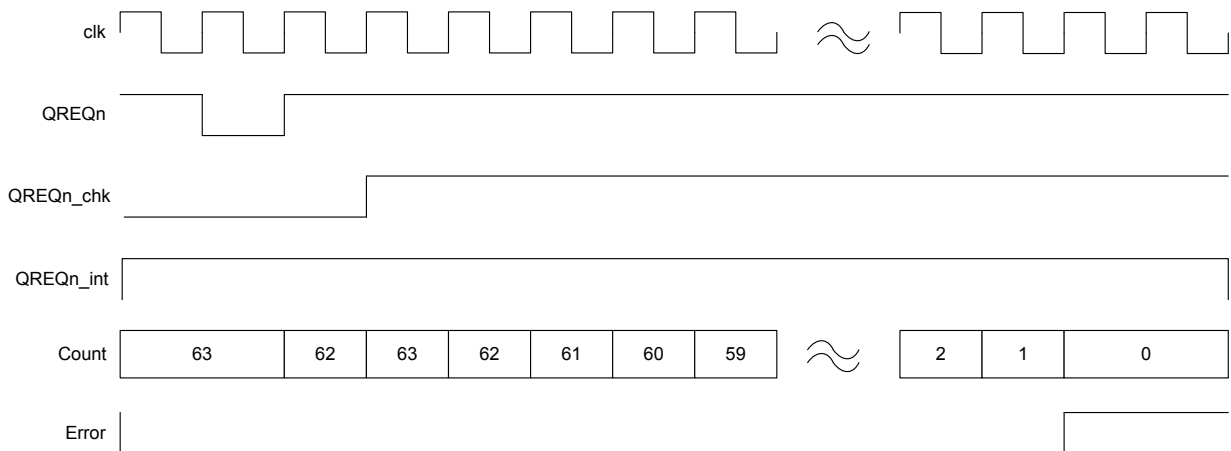 clk
QREQn
QREQn_chk
QREQn_int
Count 63 62 63 62 61 60 59 2 1 0
Error